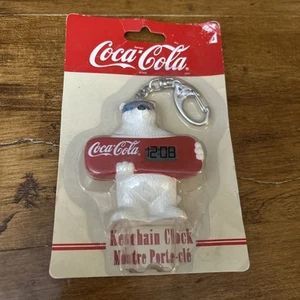 Coca-Cola
Coca-Cola 12:08
Keychain Clock
Montre Porte-clé